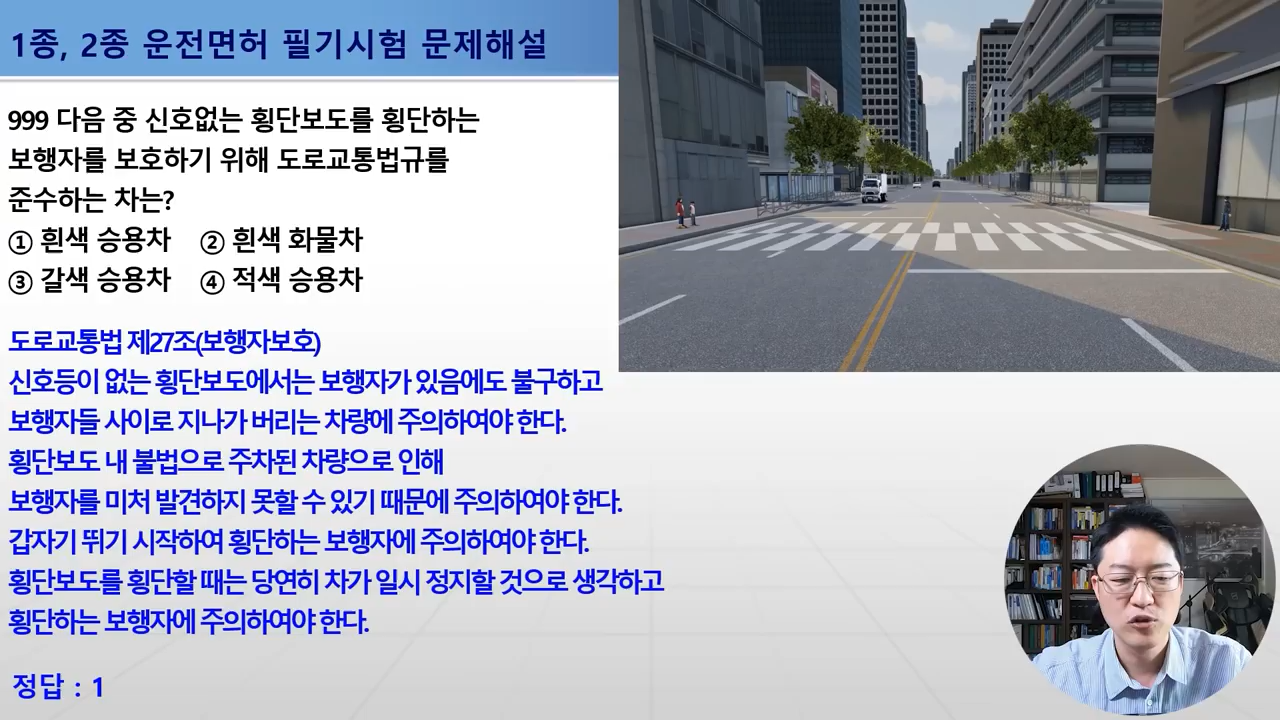 1종, 2종 운전면허 필기시험 문제해설
999 다음 중 신호없는 횡단보도를 횡단하는
보행자를 보호하기 위해 도로교통법규를
준수하는 차는?
① 흰색 승용차 ② 흰색 화물차
③ 갈색 승용차 ④ 적색 승용차
도로교통법 제27조(보행자보호)
신호등이 없는 횡단보도에서는 보행자가 있음에도 불구하고
보행자들 사이로 지나가 버리는 차량에 주의하여야 한다.
횡단보도 내 불법으로 주차된 차량으로 인해
보행자를 미처 발견하지 못할 수 있기 때문에 주의하여야 한다.
갑자기 뛰기 시작하여 횡단하는 보행자에 주의하여야 한다.
횡단보도를 횡단할 때는 당연히 차가 일시 정지할 것으로 생각하고
횡단하는 보행자에 주의하여야 한다.
정답 : 1